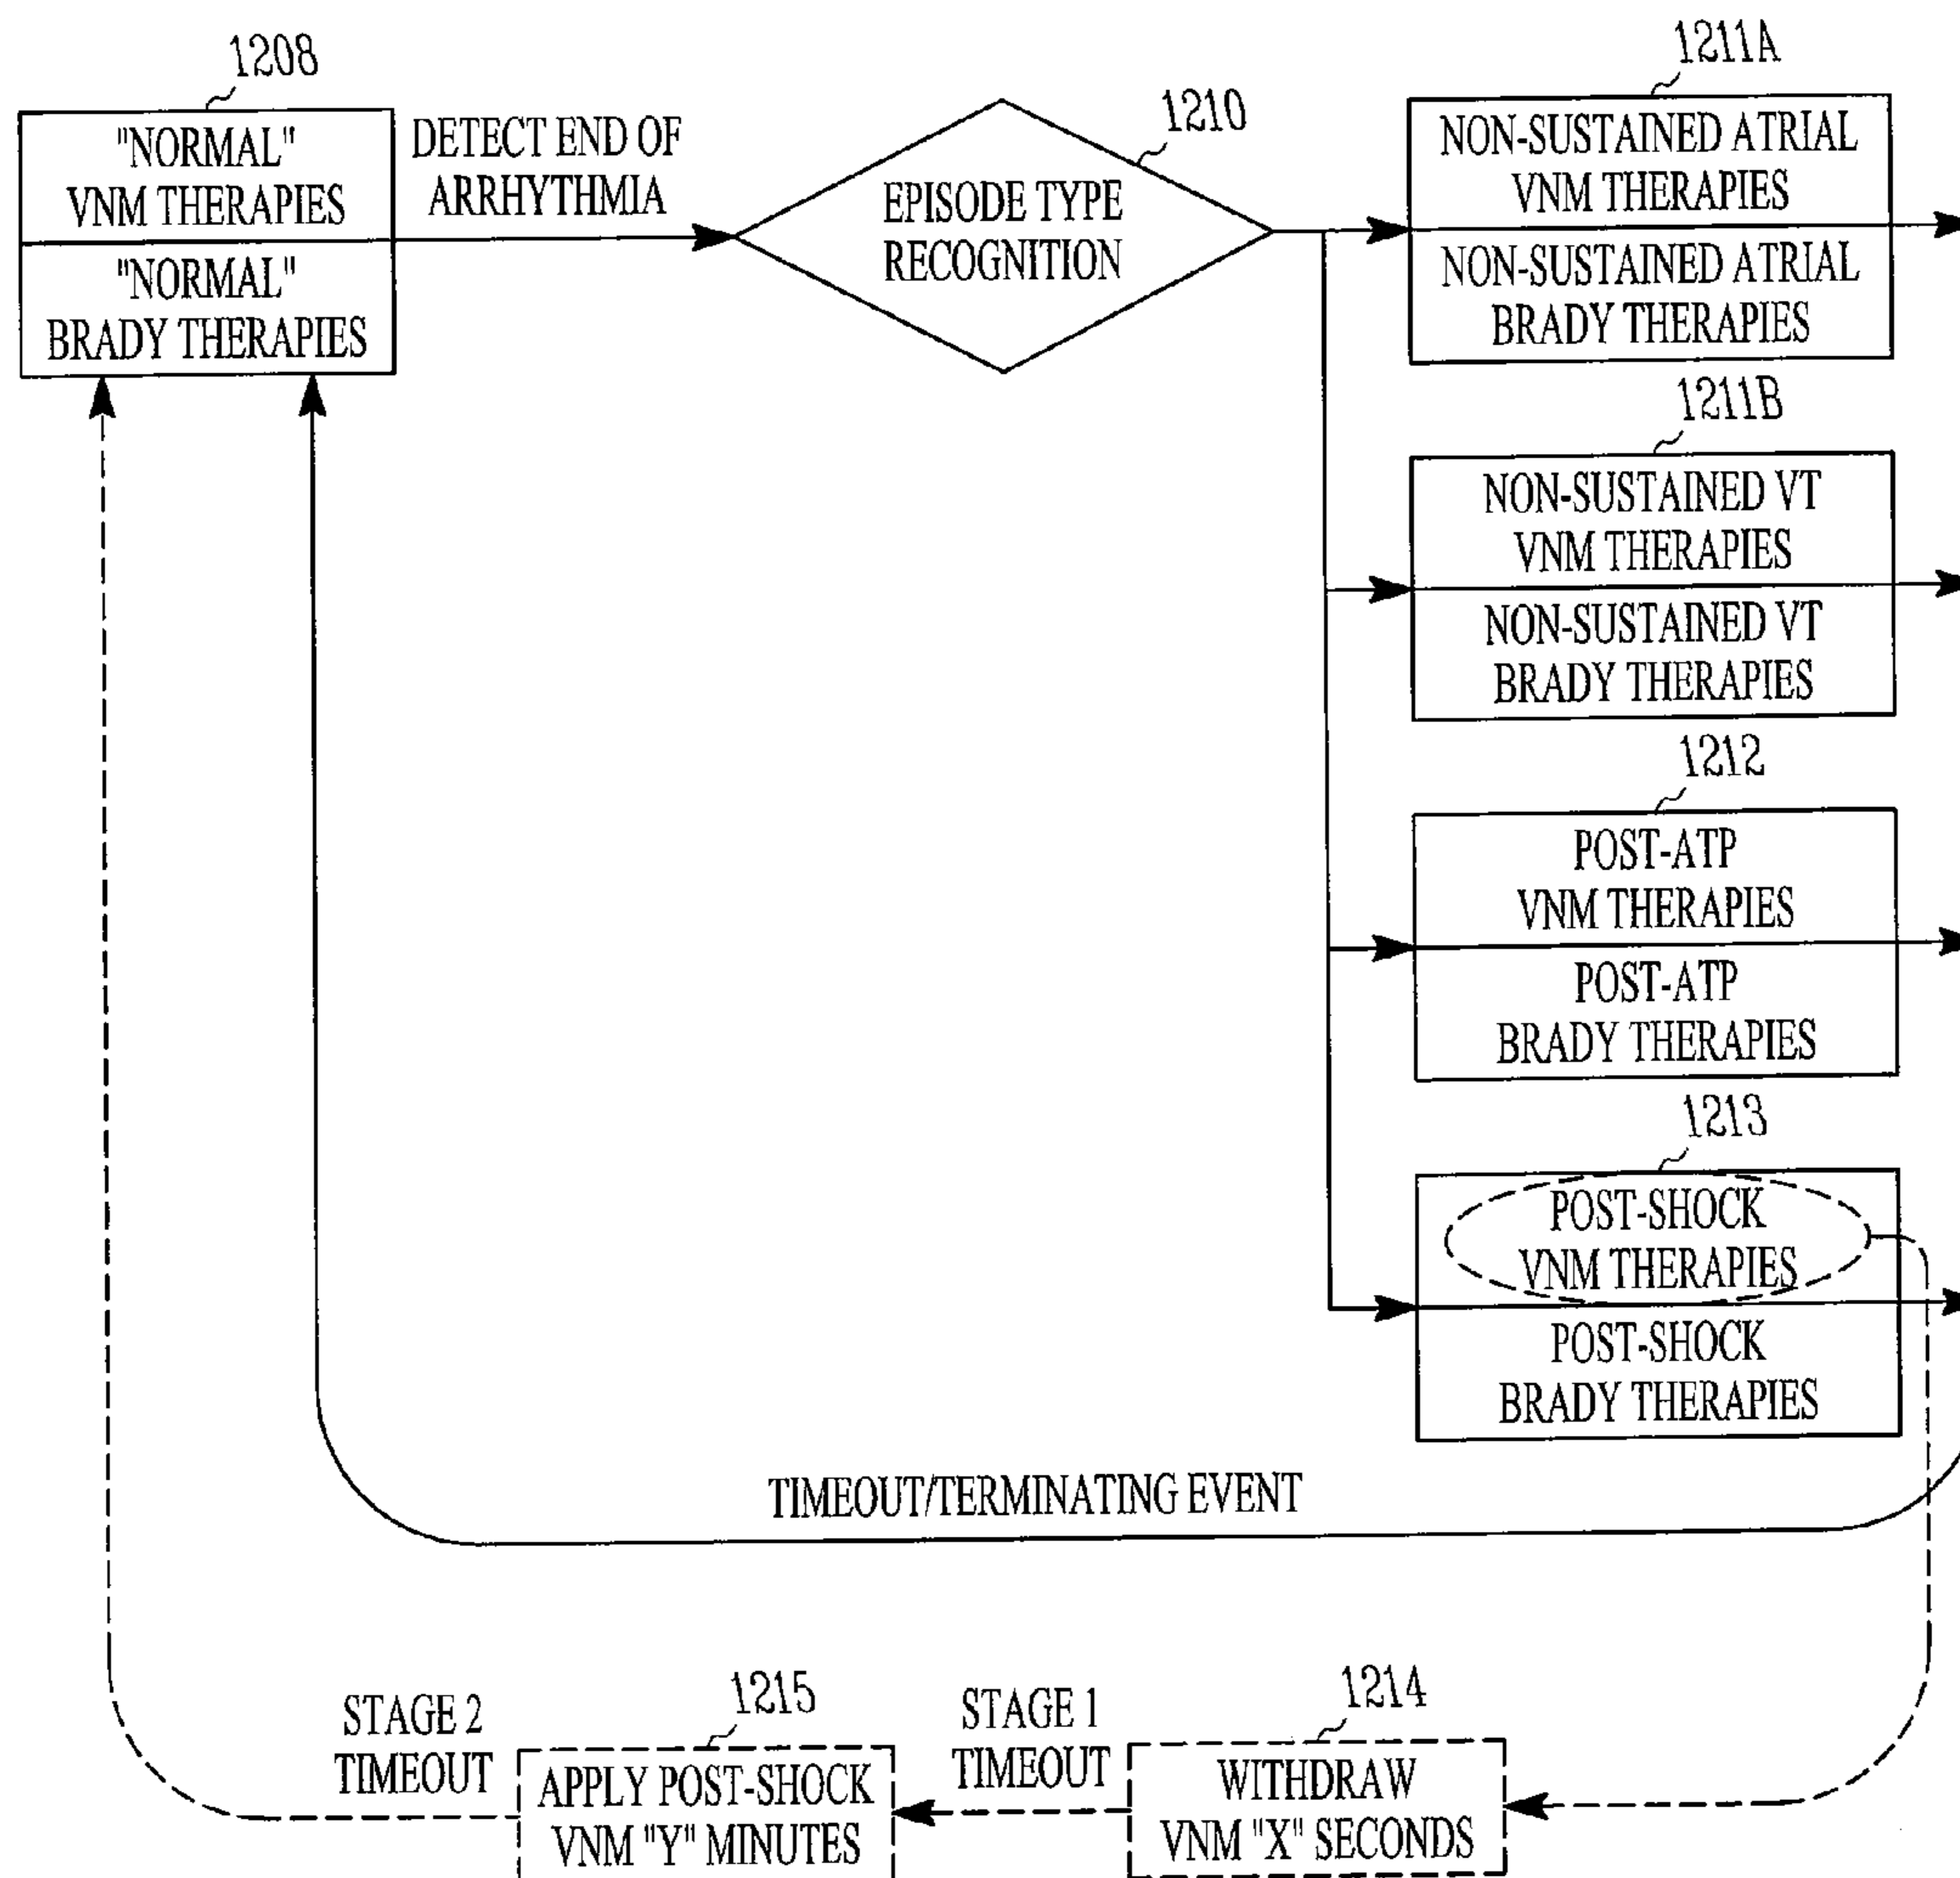 1208
"NORMAL"
VNM THERAPIES
"NORMAL"
BRADY THERAPIES
DETECT END OF
ARRHYTHMIA
1210
EPISODE TYPE
RECOGNITION
1211A
NON-SUSTAINED ATRIAL
VNM THERAPIES
NON-SUSTAINED ATRIAL
BRADY THERAPIES
1211B
NON-SUSTAINED VT
VNM THERAPIES
NON-SUSTAINED VT
BRADY THERAPIES
1212
POST-ATP
VNM THERAPIES
POST-ATP
BRADY THERAPIES
1213
POST-SHOCK
VNM THERAPIES
POST-SHOCK
BRADY THERAPIES
TIMEOUT/TERMINATING EVENT
STAGE 2
TIMEOUT
1215
APPLY POST-SHOCK
VNM "Y" MINUTES
STAGE 1
TIMEOUT
1214
WITHDRAW
VNM "X" SECONDS